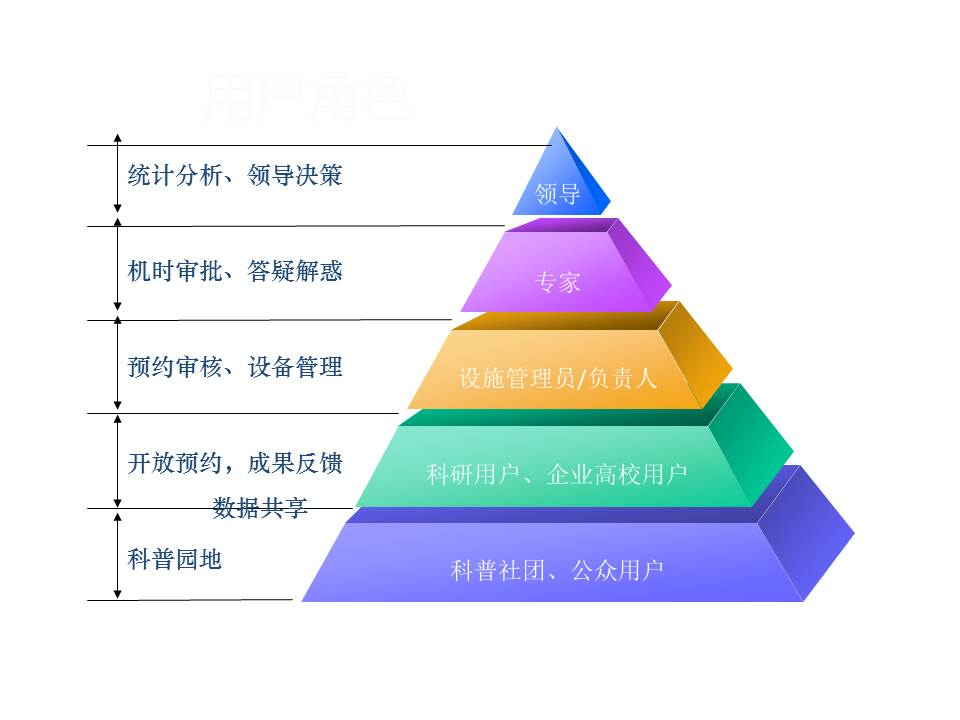 用户角色
统计分析、领导决策
领导
机时审批、答疑解惑
专家
预约审核、设备管理
设施管理员/负责人
开放预约，成果反馈
数据共享
科研用户、企业高校用户
科普园地
科普社团、公众用户